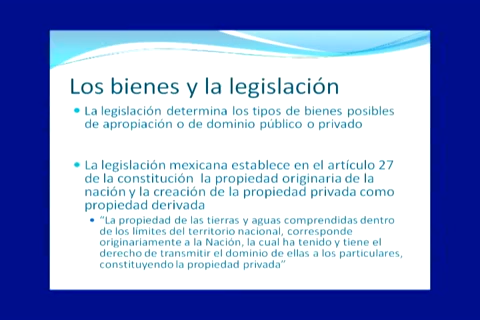 Los bienes y la legislación
La legislación determina los tipos de bienes posibles
de apropiación o de dominio público o privado
La legislación mexicana establece en el artículo 27
de la constitución la propiedad originaria de la
nación y la creación de la propiedad privada como
propiedad derivada
"La propiedad de las tierras y aguas comprendidas dentro
de los límites del territorio nacional, corresponde
originariamente a la Nación, la cual ha tenido y tiene el
derecho de transmitir el dominio de ellas a los particulares,
constituyendo la propiedad privada"